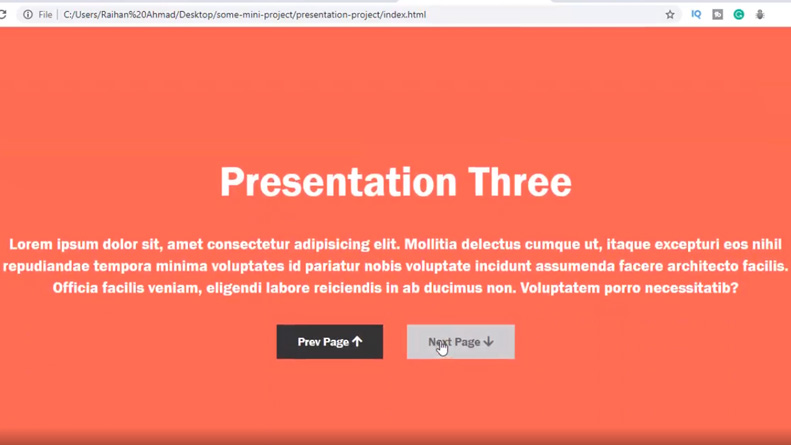 File C:/Users/Raihan%20Ahmad/Desktop/some-mini-project/presentation-project/index.html
IQ
Presentation Three
Lorem ipsum dolor sit, amet consectetur adipisicing elit. Mollitia delectus cumque ut, itaque excepturi eos nihil
repudiandae tempora minima voluptates id pariatur nobis voluptate incidunt assumenda facere architecto facilis.
Officia facilis veniam, eligendi labore reiciendis in ab ducimus non. Voluptatem porro necessitatib?
Prev Page
Next Page